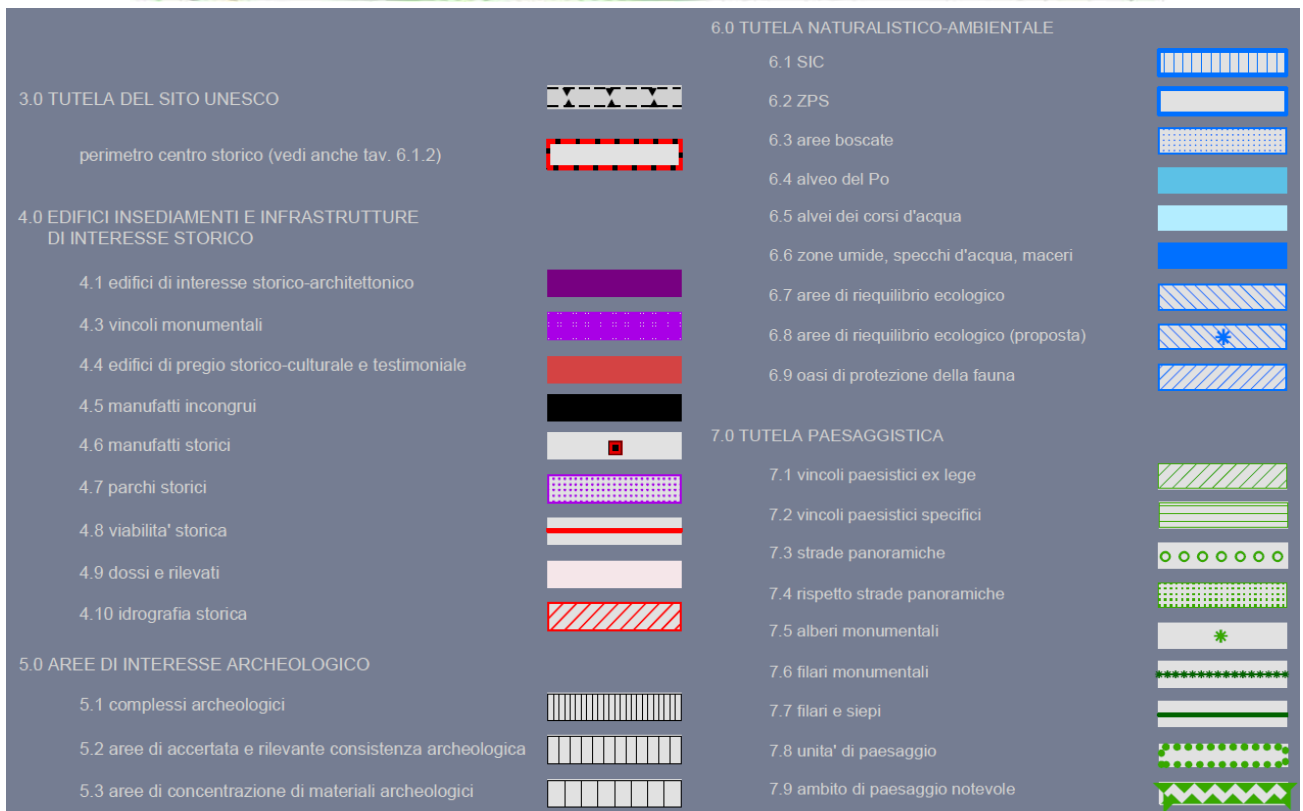 3.0 TUTELA DEL SITO UNESCO
perimetro centro storico (vedi anche tav. 6.1.2)
4.0 EDIFICI INSEDIAMENTI E INFRASTRUTTURE
DI INTERESSE STORICO
4.1 edifici di interesse storico-architettonico
4.3 vincoli monumentali
4.4 edifici di pregio storico-culturale e testimoniale
4.5 manufatti incongrui
4.6 manufatti storici
4.7 parchi storici
4.8 viabilita' storica
4.9 dossi e rilevati
4.10 idrografia storica
5.0 AREE DI INTERESSE ARCHEOLOGICO
5.1 complessi archeologici
5.2 aree di accertata e rilevante consistenza archeologica
5.3 aree di concentrazione di materiali archeologici
6.0 TUTELA NATURALISTICO-AMBIENTALE
6.1 SIC
6.2 ZPS
6.3 aree boscate
6.4 alveo del Po
6.5 alvei dei corsi d'acqua
6.6 zone umide, specchi d'acqua, maceri
6.7 aree di riequilibrio ecologico
6.8 aree di riequilibrio ecologico (proposta)
6.9 oasi di protezione della fauna
7.0 TUTELA PAESAGGISTICA
7.1 vincoli paesistici ex lege
7.2 vincoli paesistici specifici
7.3 strade panoramiche
7.4 rispetto strade panoramiche
7.5 alberi monumentali
7.6 filari monumentali
7.7 filari e siepi
7.8 unita' di paesaggio
7.9 ambito di paesaggio notevole